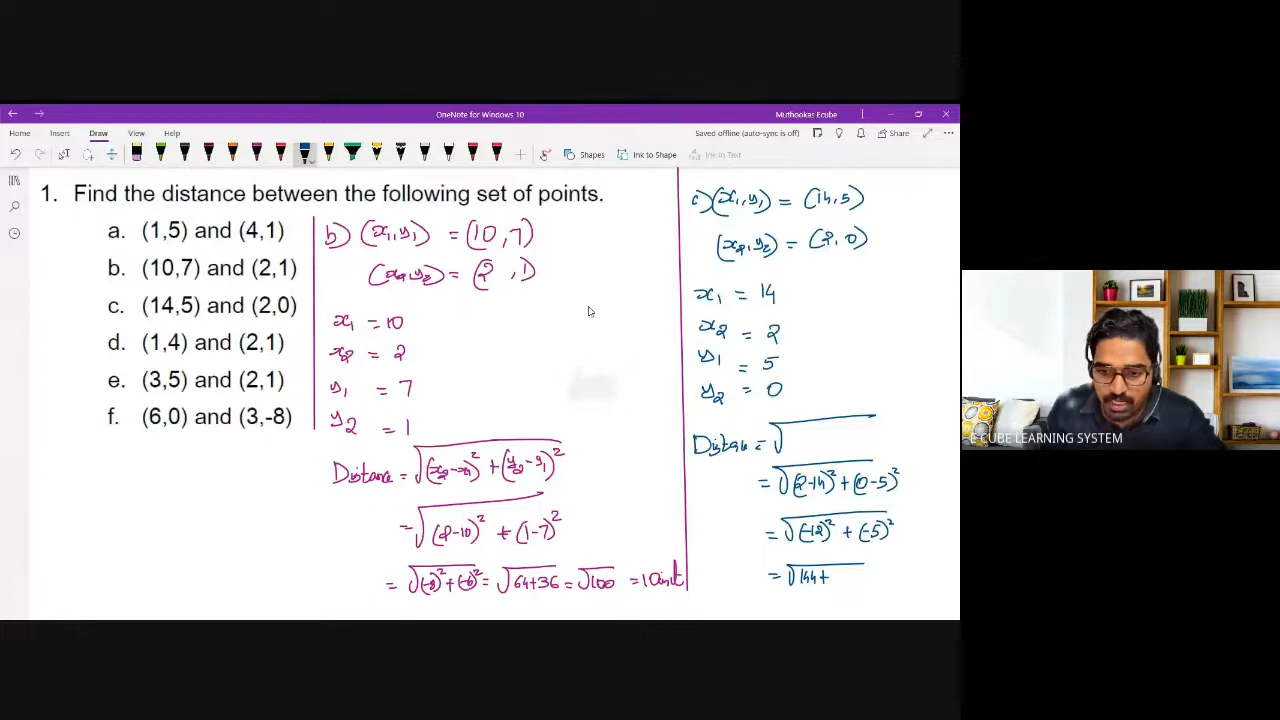 OneNote for Windows 10
Muthookas Ecube
Home Insert Draw View Help
Saved offline (auto-sync is off)
Share
Shapes
Ink to Shape
Ink to Text
1. Find the distance between the following set of points.
a. (1,5) and (4,1)
b. (10,7) and (2,1)
c. (14,5) and (2,0)
d. (1,4) and (2,1)
e. (3,5) and (2,1)
f. (6,0) and (3,-8)
b) (x₁,y₁) = (10,7)
(x₂,y₂) = (2,1)
x₁ = 10
x₂ = 2
y₁ = 7
y₂ = 1
Distance = √(x₂-x₁)² + (y₂-y₁)²
= √(2-10)² + (1-7)²
= √(-8)² + (-6)² = √64+36 = √100 = 10unit
c) (x₁,y₁) = (14,5)
(x₂,y₂) = (2,0)
x₁ = 14
x₂ = 2
y₁ = 5
y₂ = 0
Distance = √
= √(2-14)² + (0-5)²
= √(-12)² + (-5)²
= √144+
E CUBE LEARNING SYSTEM